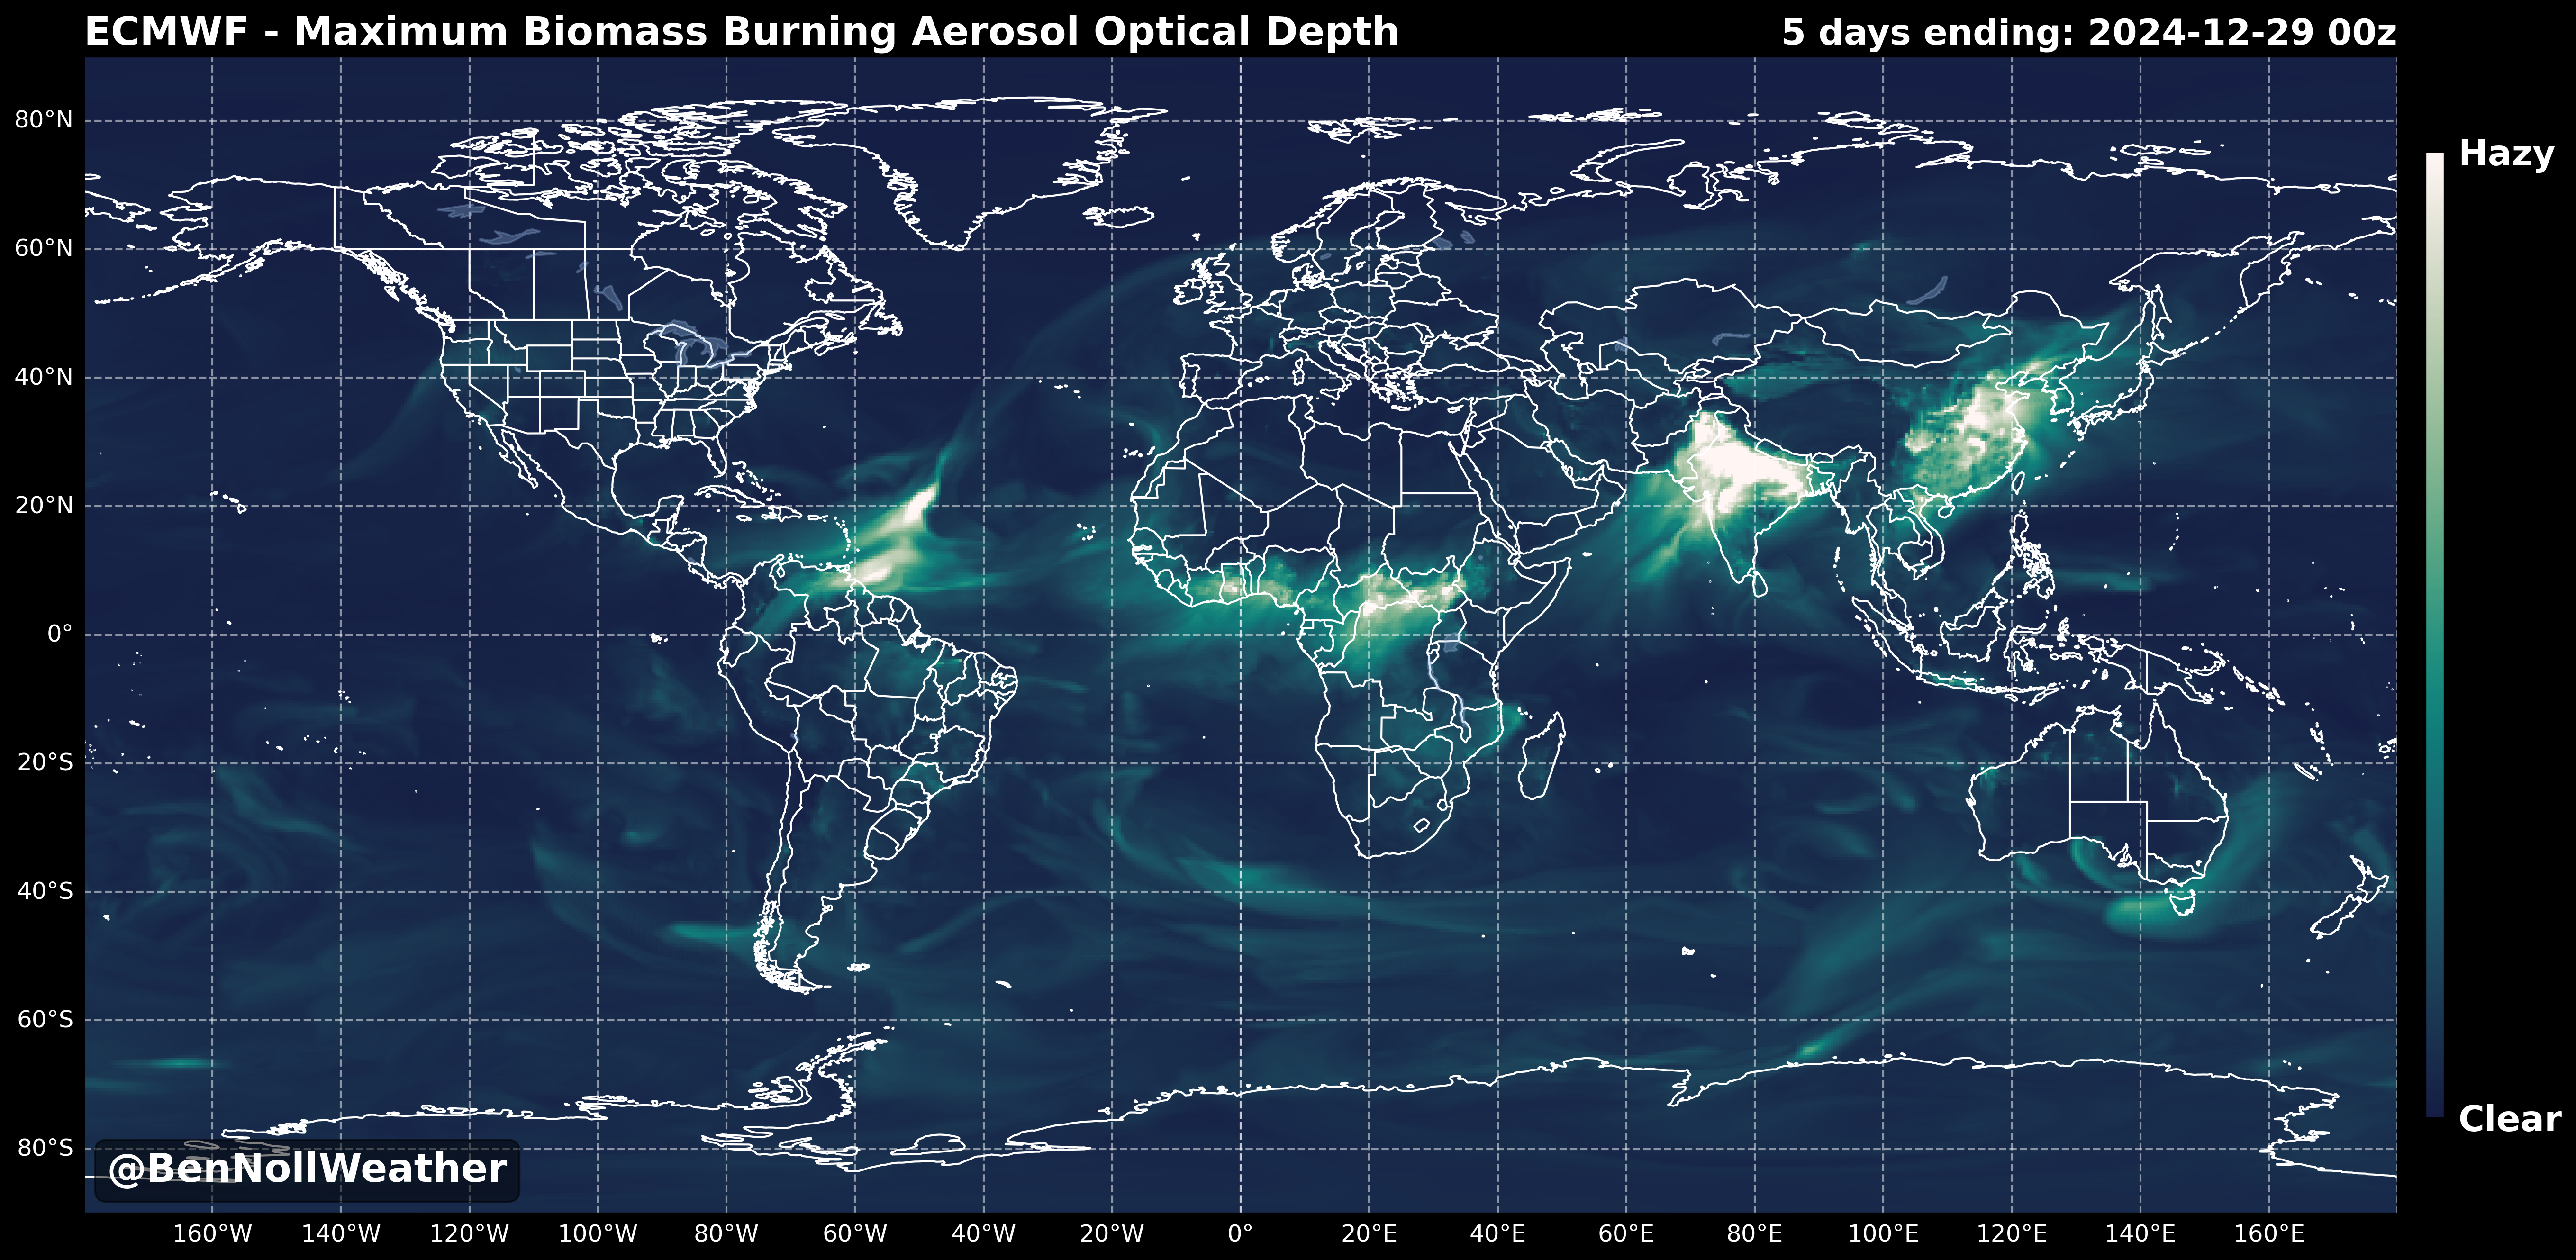 ECMWF - Maximum Biomass Burning Aerosol Optical Depth
5 days ending: 2024-12-29 00z
Hazy
Clear
80°N
60°N
40°N
20°N
0°
20°S
40°S
60°S
80°S
@BenNollWeather
160°W 140°W 120°W 100°W 80°W 60°W 40°W 20°W 0° 20°E 40°E 60°E 80°E 100°E 120°E 140°E 160°E